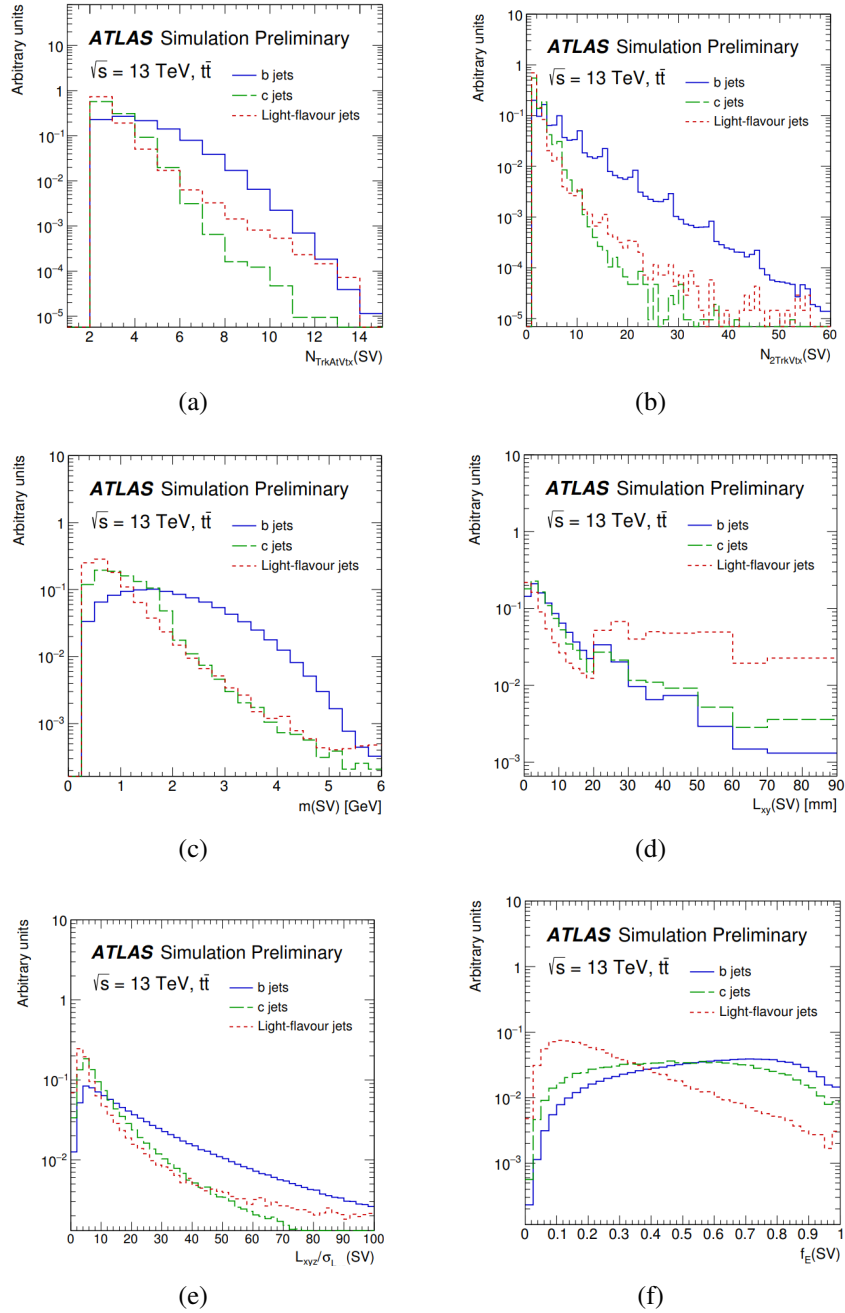 Arbitrary units
ATLAS Simulation Preliminary
√s = 13 TeV, tt̄
b jets
c jets
Light-flavour jets
1
10⁻¹
10⁻²
10⁻³
10⁻⁴
10⁻⁵
2 4 6 8 10 12 14
N_TrkAtVtx(SV)
(a)
Arbitrary units
ATLAS Simulation Preliminary
√s = 13 TeV, tt̄
b jets
c jets
Light-flavour jets
10
1
10⁻¹
10⁻²
10⁻³
10⁻⁴
10⁻⁵
0 10 20 30 40 50 60
N_2TrkVtx(SV)
(b)
Arbitrary units
ATLAS Simulation Preliminary
√s = 13 TeV, tt̄
b jets
c jets
Light-flavour jets
10
1
10⁻¹
10⁻²
10⁻³
0 1 2 3 4 5 6
m(SV) [GeV]
(c)
Arbitrary units
ATLAS Simulation Preliminary
√s = 13 TeV, tt̄
b jets
c jets
Light-flavour jets
10
1
10⁻¹
10⁻²
10⁻³
0 10 20 30 40 50 60 70 80 90
L_xy(SV) [mm]
(d)
Arbitrary units
ATLAS Simulation Preliminary
√s = 13 TeV, tt̄
b jets
c jets
Light-flavour jets
10
1
10⁻¹
10⁻²
0 10 20 30 40 50 60 70 80 90 100
L_xyz/σ_L (SV)
(e)
Arbitrary units
ATLAS Simulation Preliminary
√s = 13 TeV, tt̄
b jets
c jets
Light-flavour jets
10
1
10⁻¹
10⁻²
10⁻³
0 0.1 0.2 0.3 0.4 0.5 0.6 0.7 0.8 0.9 1
f_E(SV)
(f)